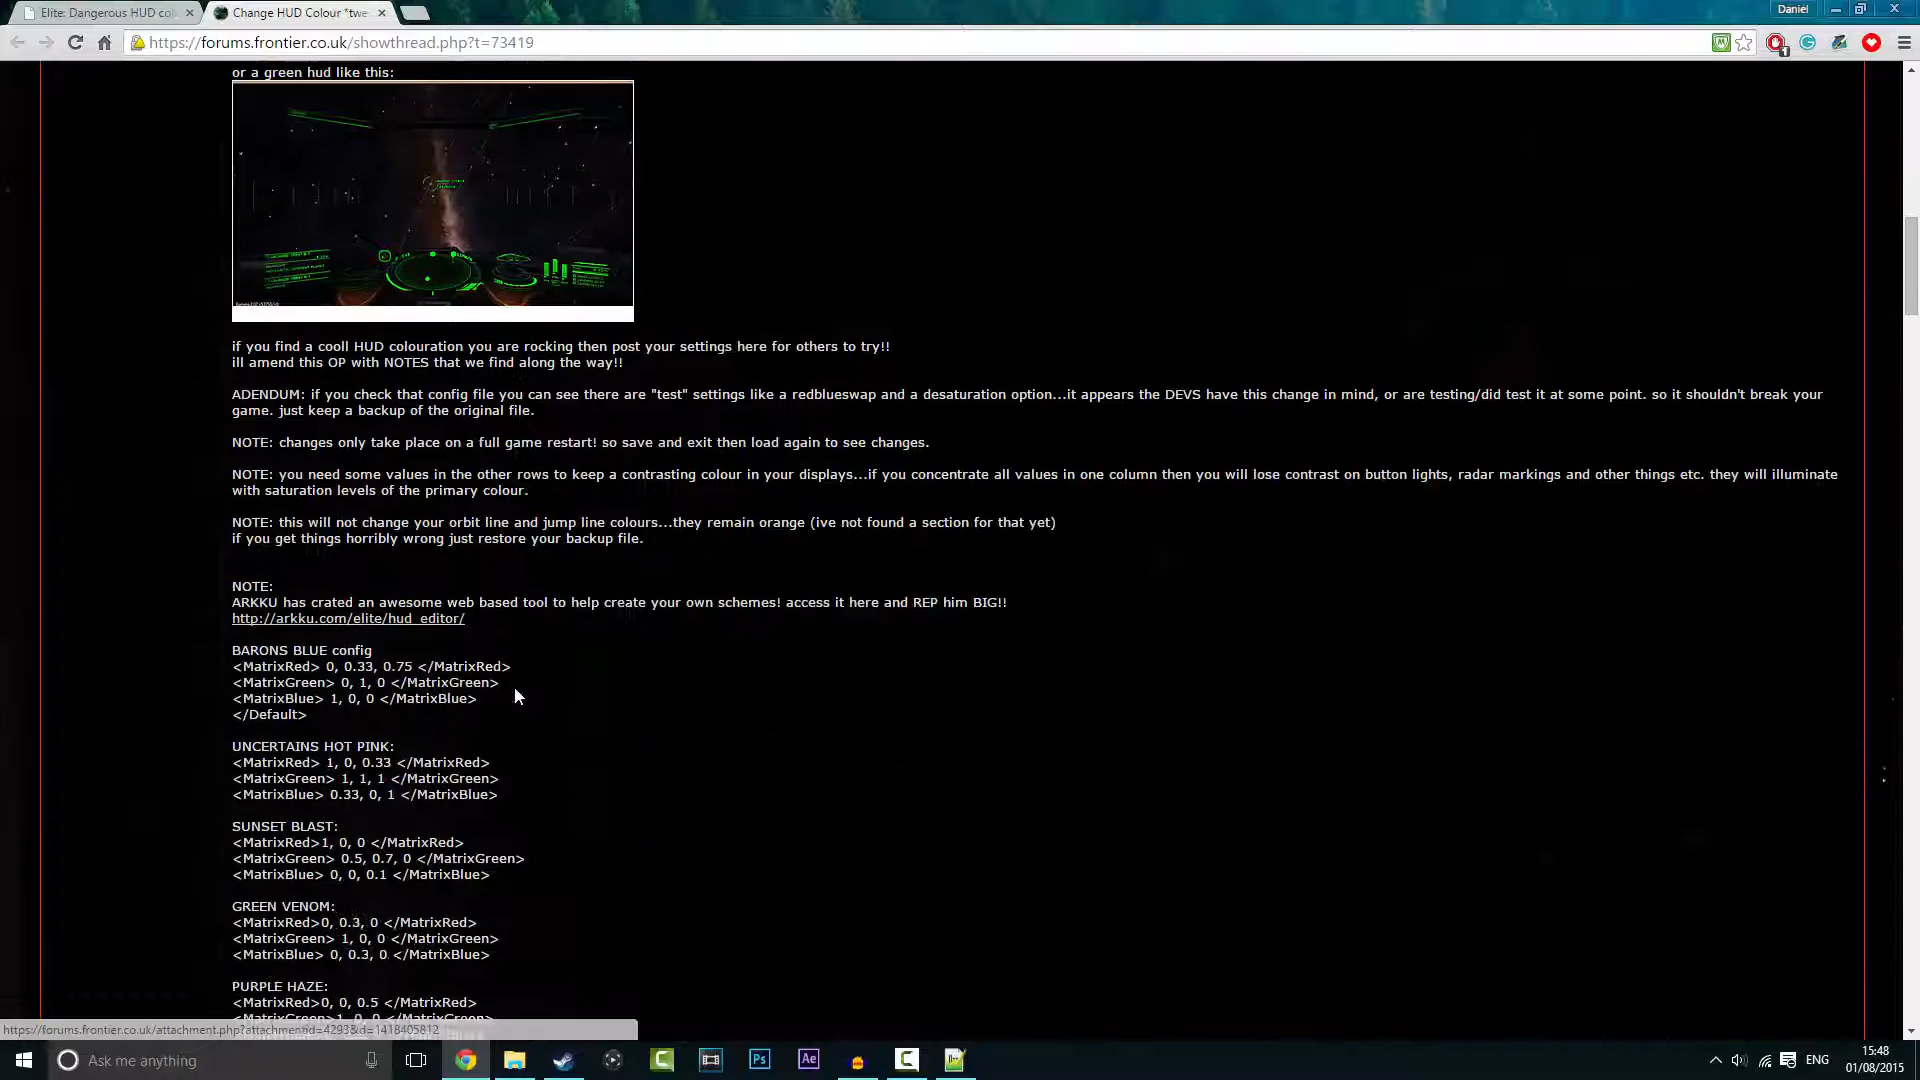 Elite: Dangerous HUD col
Change HUD Colour *twe
Daniel
https://forums.frontier.co.uk/showthread.php?t=73419
or a green hud like this:
if you find a cooll HUD colouration you are rocking then post your settings here for others to try!!
ill amend this OP with NOTES that we find along the way!!
ADENDUM: if you check that config file you can see there are "test" settings like a redblueswap and a desaturation option...it appears the DEVS have this change in mind, or are testing/did test it at some point. so it shouldn't break your
game. just keep a backup of the original file.
NOTE: changes only take place on a full game restart! so save and exit then load again to see changes.
NOTE: you need some values in the other rows to keep a contrasting colour in your displays...if you concentrate all values in one column then you will lose contrast on button lights, radar markings and other things etc. they will illuminate
with saturation levels of the primary colour.
NOTE: this will not change your orbit line and jump line colours...they remain orange (ive not found a section for that yet)
if you get things horribly wrong just restore your backup file.
NOTE:
ARKKU has crated an awesome web based tool to help create your own schemes! access it here and REP him BIG!!
http://arkku.com/elite/hud_editor/
BARONS BLUE config
<MatrixRed> 0, 0.33, 0.75 </MatrixRed>
<MatrixGreen> 0, 1, 0 </MatrixGreen>
<MatrixBlue> 1, 0, 0 </MatrixBlue>
</Default>
UNCERTAINS HOT PINK:
<MatrixRed> 1, 0, 0.33 </MatrixRed>
<MatrixGreen> 1, 1, 1 </MatrixGreen>
<MatrixBlue> 0.33, 0, 1 </MatrixBlue>
SUNSET BLAST:
<MatrixRed>1, 0, 0 </MatrixRed>
<MatrixGreen> 0.5, 0.7, 0 </MatrixGreen>
<MatrixBlue> 0, 0, 0.1 </MatrixBlue>
GREEN VENOM:
<MatrixRed>0, 0.3, 0 </MatrixRed>
<MatrixGreen> 1, 0, 0 </MatrixGreen>
<MatrixBlue> 0, 0.3, 0 </MatrixBlue>
PURPLE HAZE:
<MatrixRed>0, 0, 0.5 </MatrixRed>
<MatrixGreen>1, 0, 0 </MatrixGreen>
https://forums.frontier.co.uk/attachment.php?attachmentid=4293&d=1418405812
Ask me anything
Ps
Ae
ENG
15:48
01/08/2015